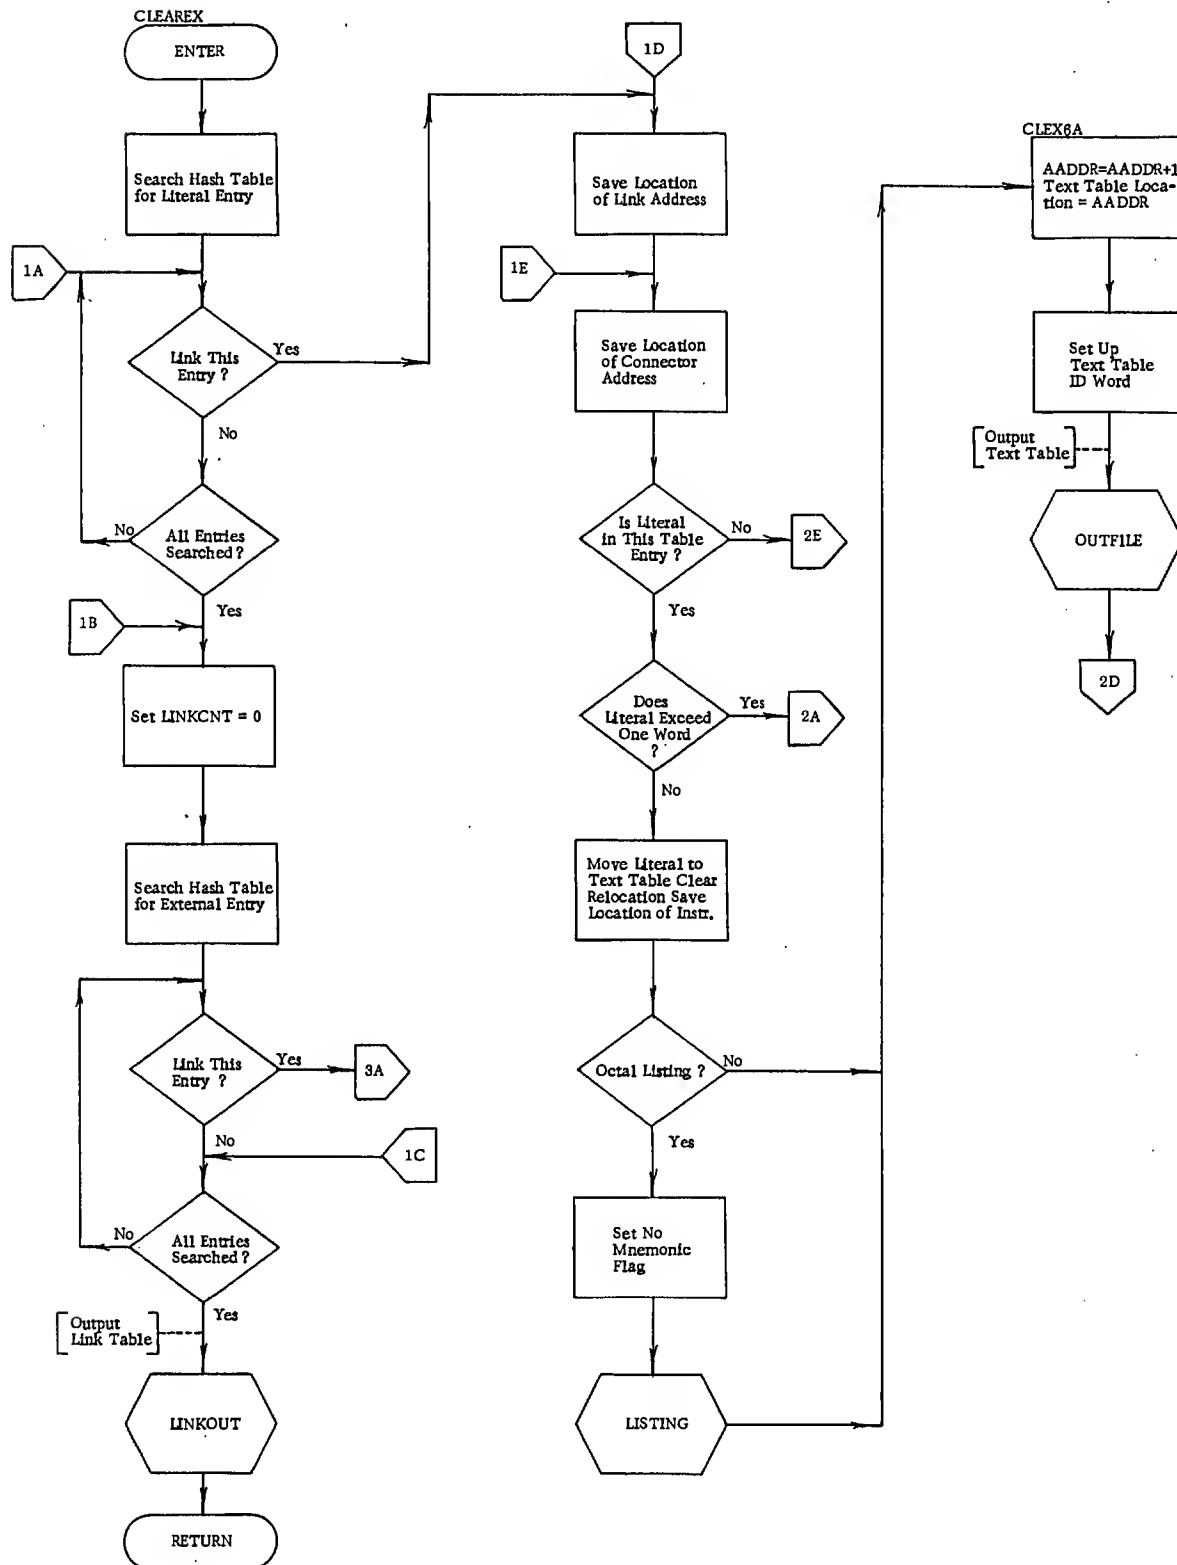 CLEAREX
ENTER
Search Hash Table
for Literal Entry
1A
Link This
Entry ?
Yes
No
All Entries
Searched ?
No
Yes
1B
Set LINKCNT = 0
Search Hash Table
for External Entry
Link This
Entry ?
Yes
3A
No
1C
All Entries
Searched ?
No
Yes
Output
Link Table
LINKOUT
RETURN
1D
Save Location
of Link Address
1E
Save Location
of Connector
Address
Is Literal
in This Table
Entry ?
No
2E
Yes
Does
Literal Exceed
One Word
?
Yes
2A
No
Move Literal to
Text Table Clear
Relocation Save
Location of Instr.
Octal Listing ?
No
Yes
Set No
Mnemonic
Flag
LISTING
CLEX6A
AADDR=AADDR+1
Text Table Loca-
tion = AADDR
Set Up
Text Table
ID Word
Output
Text Table
OUTFILE
2D